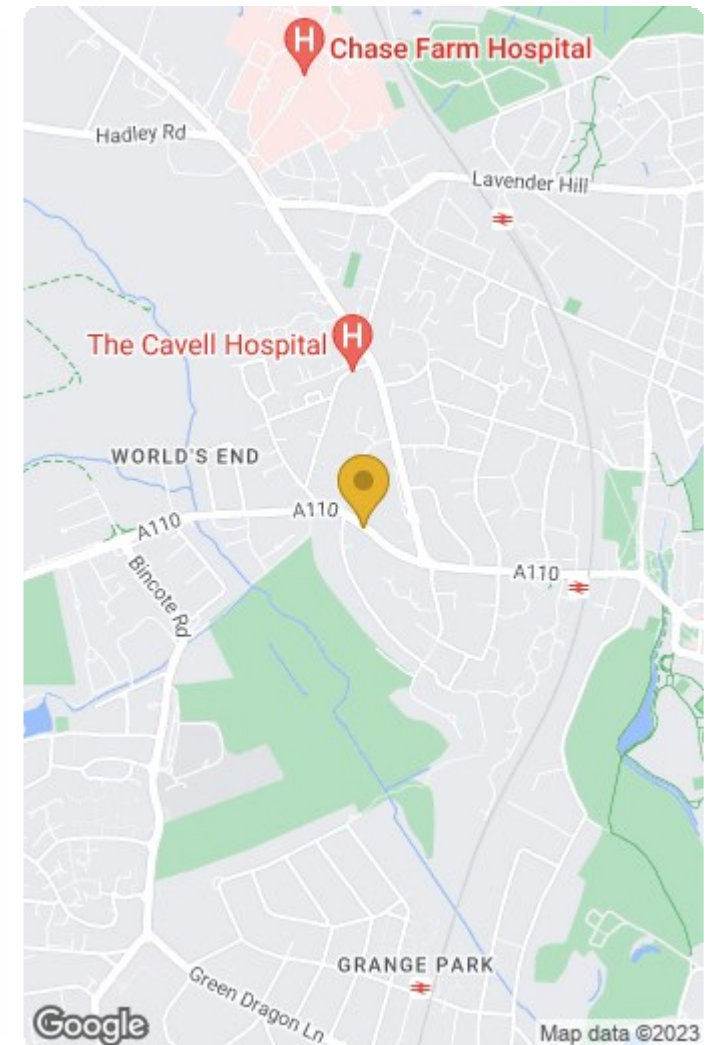 H
Chase Farm Hospital
Hadley Rd
Lavender Hill
The Cavell Hospital
H
WORLD'S END
A110
A110
A110
Bincote Rd
GRANGE PARK
Green Dragon Ln
Google
Map data ©2023